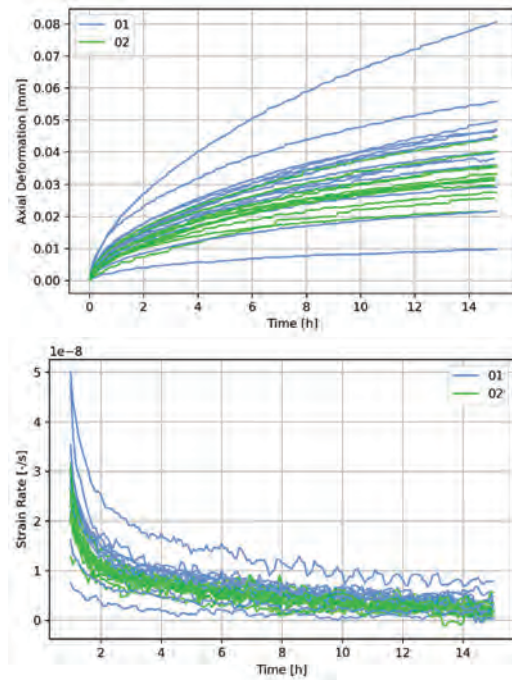 0.08
0.07
0.06
0.05
0.04
0.03
0.02
0.01
0.00
Axial Deformation [mm]
01
02
0 2 4 6 8 10 12 14
Time [h]
1e−8
5
4
3
2
1
0
Strain Rate [-/s]
01
02
2 4 6 8 10 12 14
Time [h]